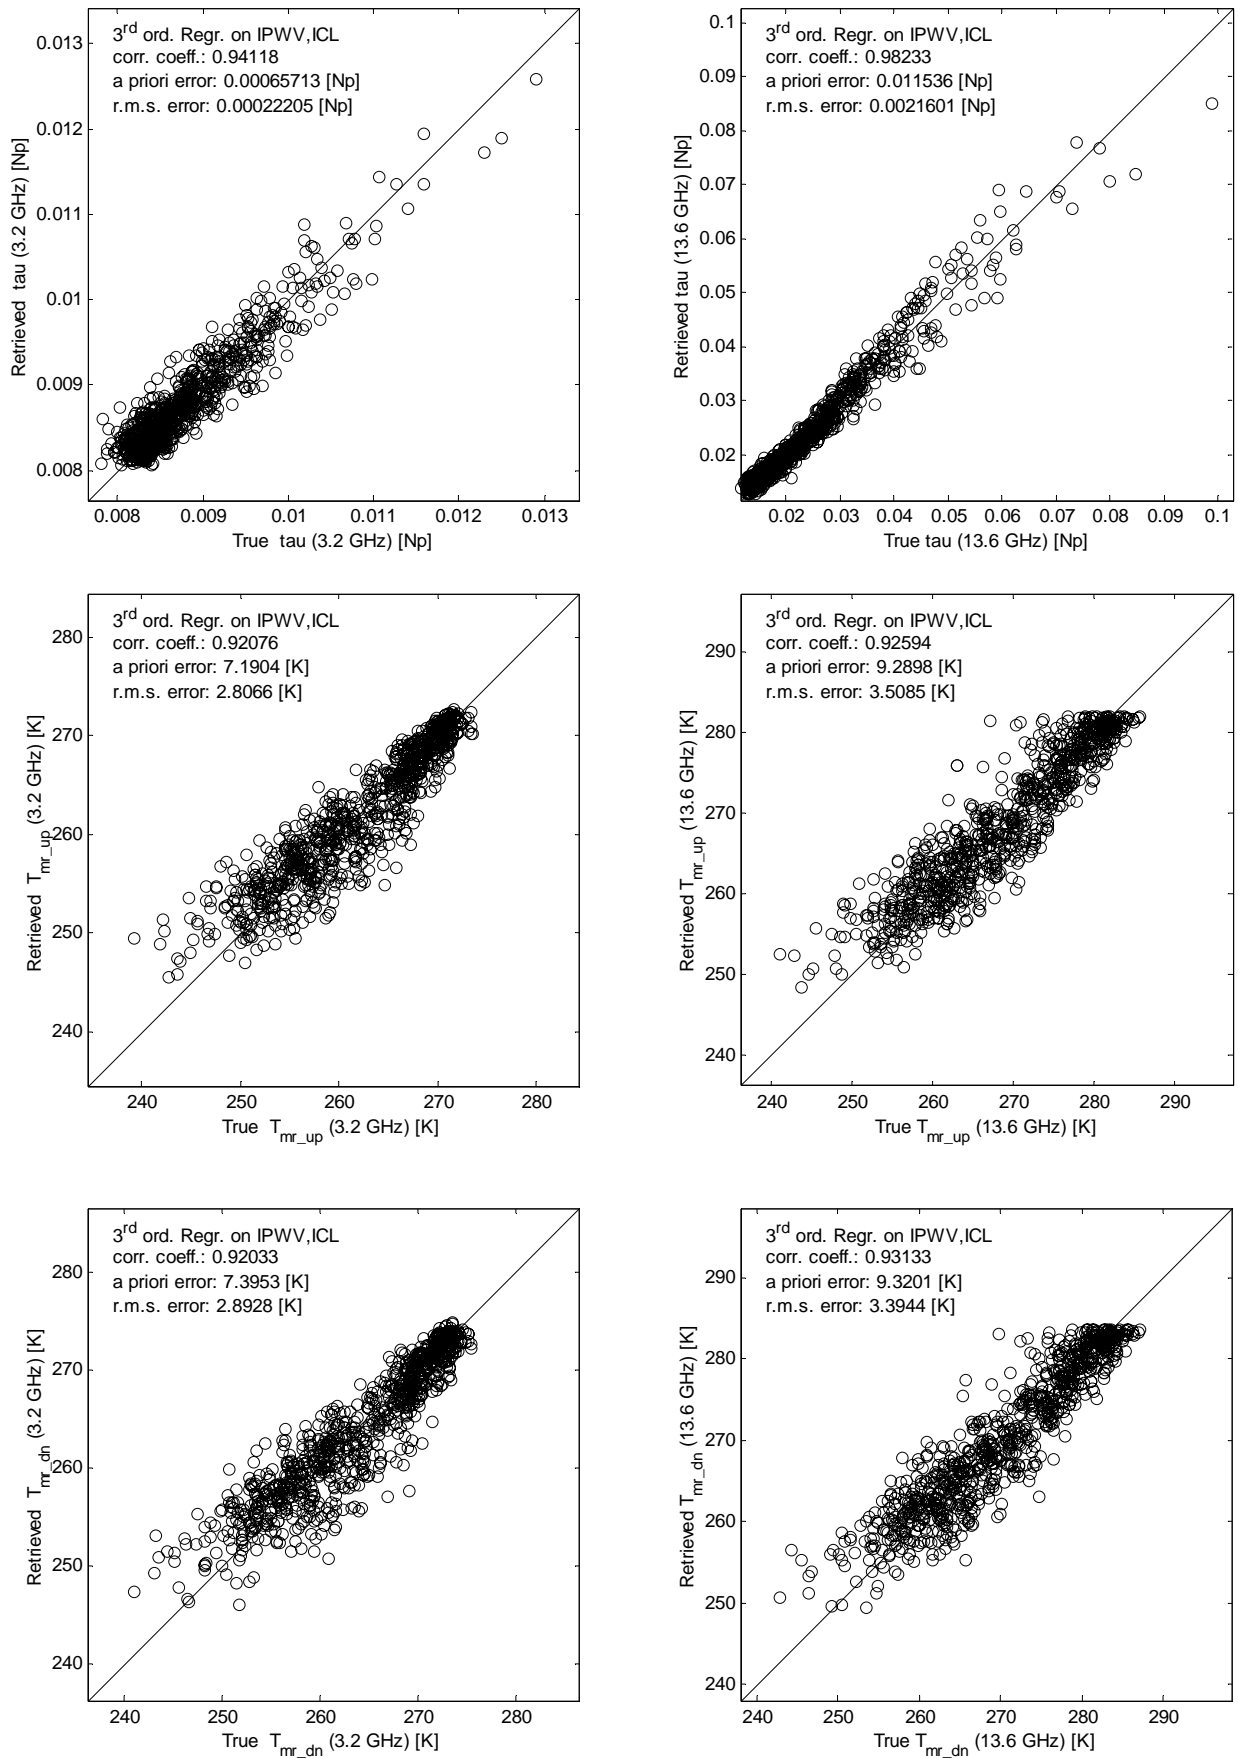 3rd ord. Regr. on IPWV,ICL
corr. coeff.: 0.94118
a priori error: 0.00065713 [Np]
r.m.s. error: 0.00022205 [Np]
0.013
0.012
0.011
0.01
0.009
0.008
Retrieved tau (3.2 GHz) [Np]
0.008 0.009 0.01 0.011 0.012 0.013
True tau (3.2 GHz) [Np]
3rd ord. Regr. on IPWV,ICL
corr. coeff.: 0.98233
a priori error: 0.011536 [Np]
r.m.s. error: 0.0021601 [Np]
0.1
0.09
0.08
0.07
0.06
0.05
0.04
0.03
0.02
Retrieved tau (13.6 GHz) [Np]
0.02 0.03 0.04 0.05 0.06 0.07 0.08 0.09 0.1
True tau (13.6 GHz) [Np]
3rd ord. Regr. on IPWV,ICL
corr. coeff.: 0.92076
a priori error: 7.1904 [K]
r.m.s. error: 2.8066 [K]
280
270
260
250
240
Retrieved T mr_up (3.2 GHz) [K]
240 250 260 270 280
True T mr_up (3.2 GHz) [K]
3rd ord. Regr. on IPWV,ICL
corr. coeff.: 0.92594
a priori error: 9.2898 [K]
r.m.s. error: 3.5085 [K]
290
280
270
260
250
240
Retrieved T mr_up (13.6 GHz) [K]
240 250 260 270 280 290
True T mr_up (13.6 GHz) [K]
3rd ord. Regr. on IPWV,ICL
corr. coeff.: 0.92033
a priori error: 7.3953 [K]
r.m.s. error: 2.8928 [K]
280
270
260
250
240
Retrieved T mr_dn (3.2 GHz) [K]
240 250 260 270 280
True T mr_dn (3.2 GHz) [K]
3rd ord. Regr. on IPWV,ICL
corr. coeff.: 0.93133
a priori error: 9.3201 [K]
r.m.s. error: 3.3944 [K]
290
280
270
260
250
240
Retrieved T mr_dn (13.6 GHz) [K]
240 250 260 270 280 290
True T mr_dn (13.6 GHz) [K]